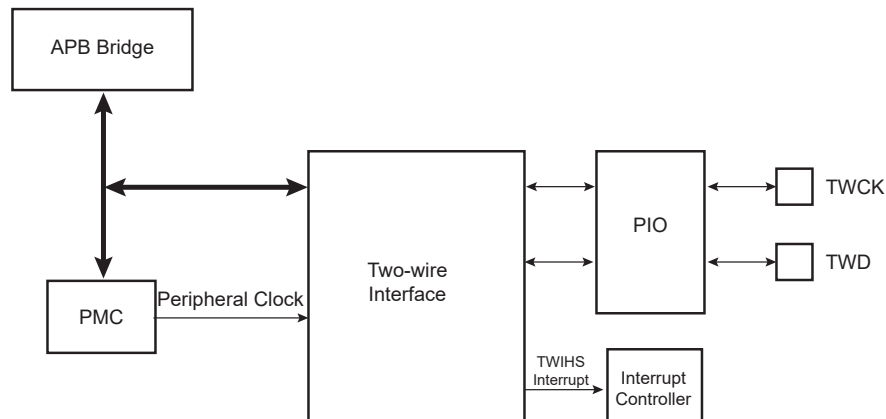 APB Bridge
TWCK
PIO
TWD
Two-wire
Interface
Peripheral Clock
PMC
TWIHS
Interrupt
Interrupt
Controller